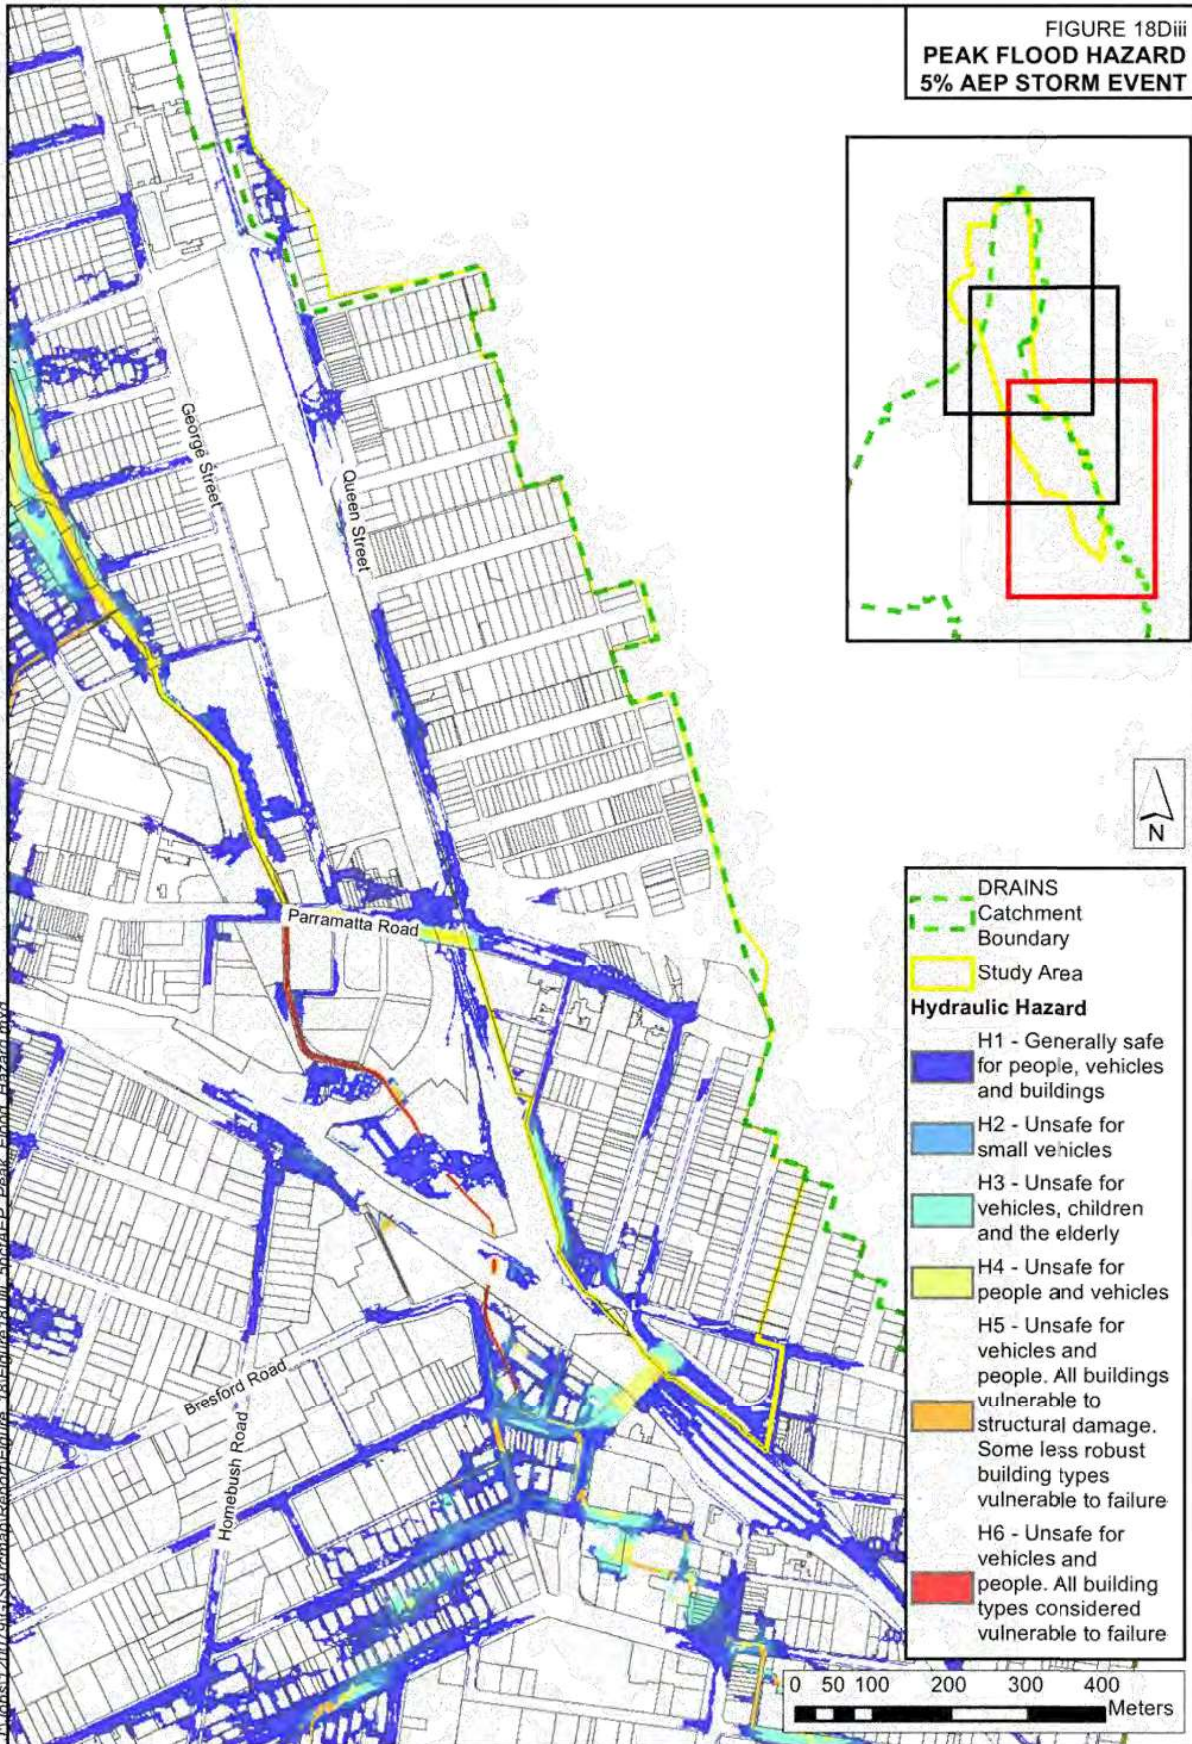 FIGURE 18Diii
PEAK FLOOD HAZARD
5% AEP STORM EVENT
George Street
Queen Street
N
Parramatta Road
Bresford Road
Homebush Road
DRAINS
Catchment
Boundary
Study Area
Hydraulic Hazard
H1 - Generally safe
for people, vehicles
and buildings
H2 - Unsafe for
small vehicles
H3 - Unsafe for
vehicles, children
and the elderly
H4 - Unsafe for
people and vehicles
H5 - Unsafe for
vehicles and
people. All buildings
vulnerable to
structural damage.
Some less robust
building types
vulnerable to failure
H6 - Unsafe for
vehicles and
people. All building
types considered
vulnerable to failure
0 50 100 200 300 400
Meters